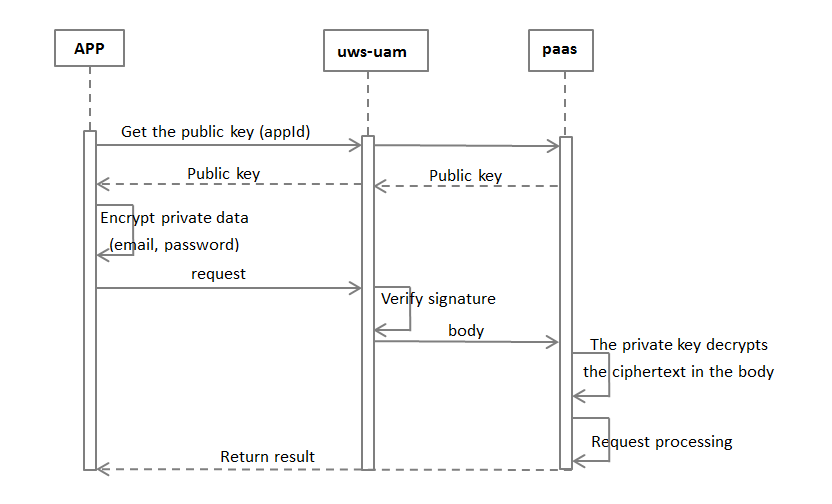 APP
uws-uam
paas
Get the public key (appId)
Public key
Public key
Encrypt private data
(email, password)
request
Verify signature
body
The private key decrypts
the ciphertext in the body
Request processing
Return result